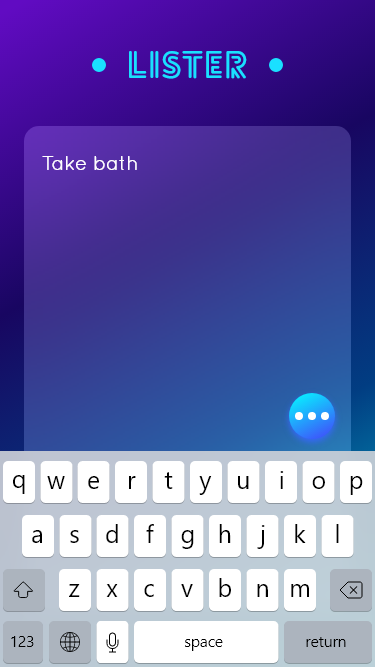 LISTER
Take bath
q w e r t y u i o p
a s d f g h j k l
z x c v b n m
123 space return